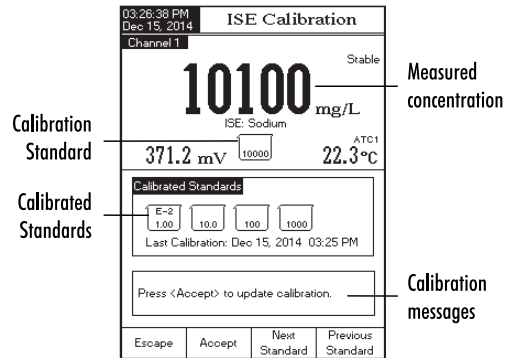 03:26:38 PM
Dec 15, 2014
ISE Calibration
Channel 1
Stable
10100 mg/L
Measured
concentration
ISE: Sodium
Calibration
Standard
10000
371.2 mV
ATC1
22.3°C
Calibrated Standards
Calibrated
Standards
E-2
1.00
10.0
100
1000
Last Calibration: Dec 15, 2014 03:25 PM
Press <Accept> to update calibration.
Calibration
messages
Escape
Accept
Next
Standard
Previous
Standard